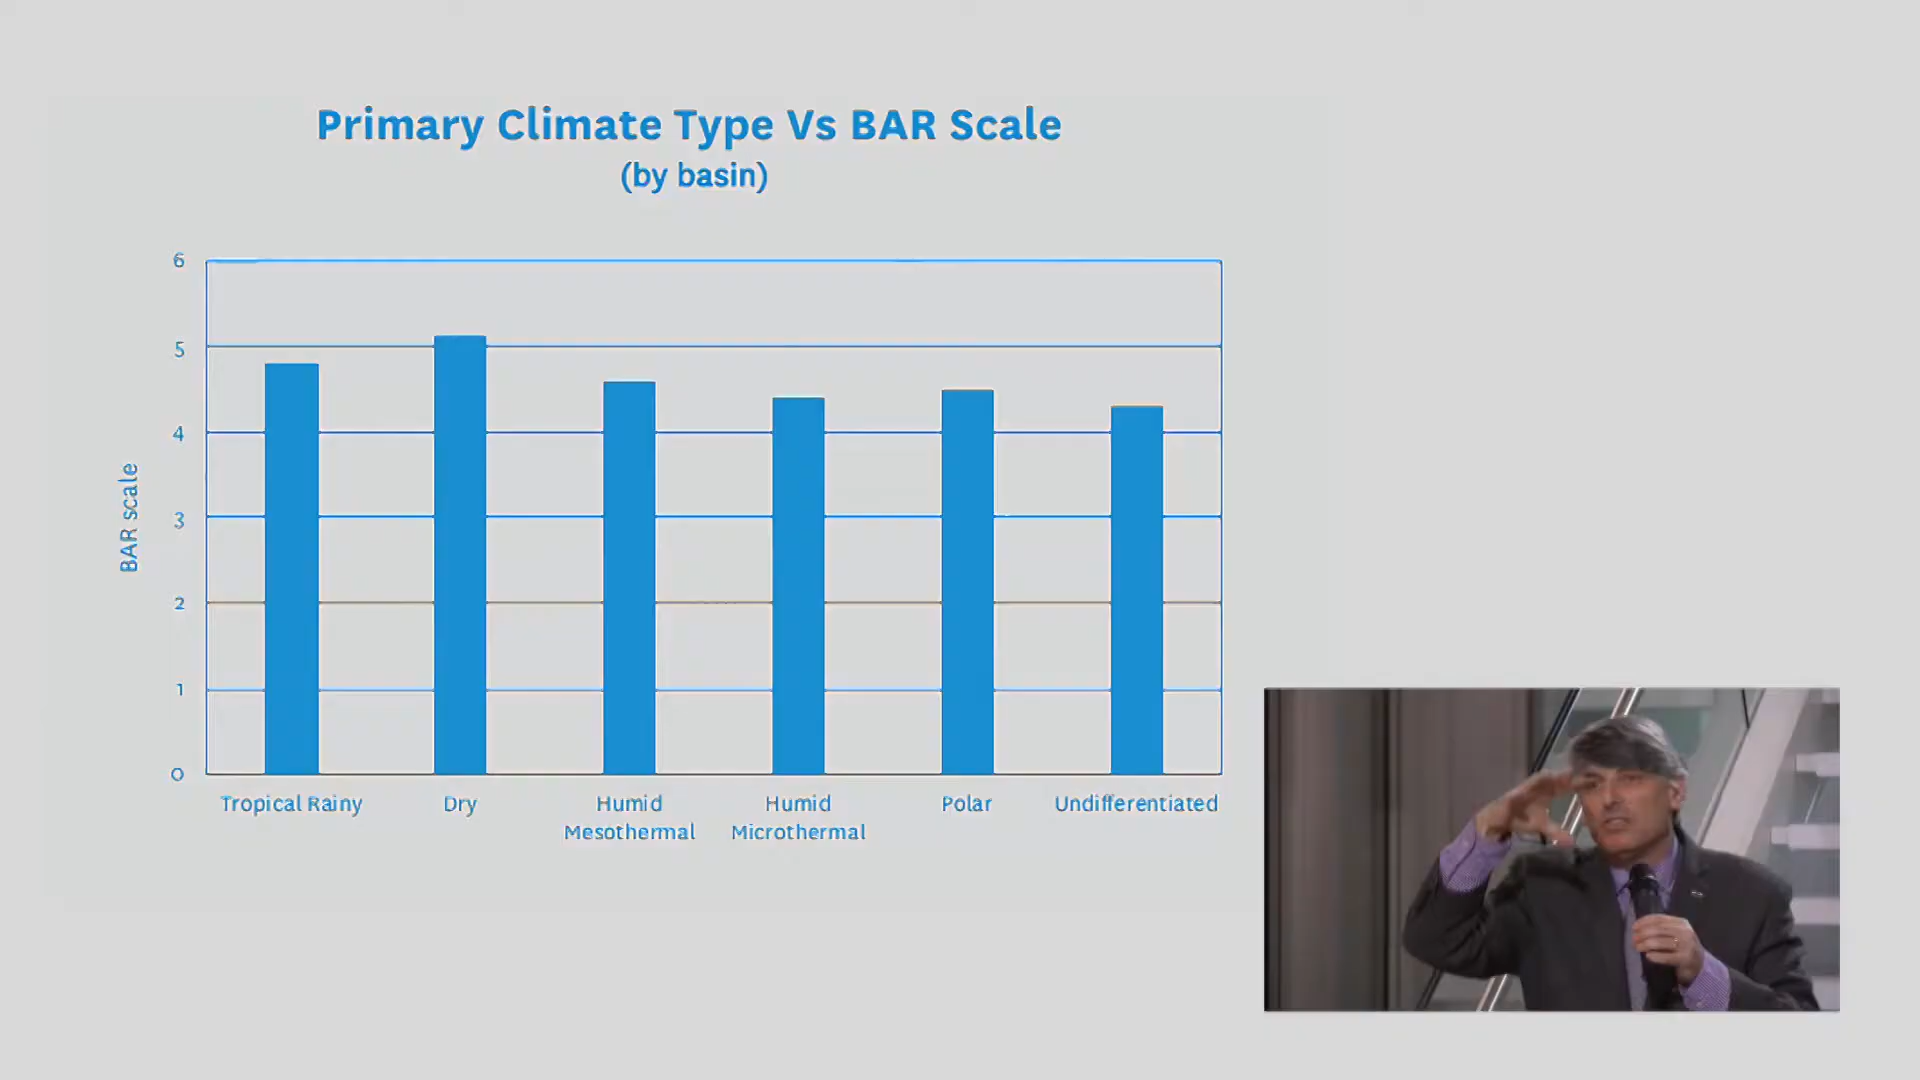 Primary Climate Type Vs BAR Scale
(by basin)
6
5
4
3
2
1
0
BAR scale
Tropical Rainy
Dry
Humid
Mesothermal
Humid
Microthermal
Polar
Undifferentiated